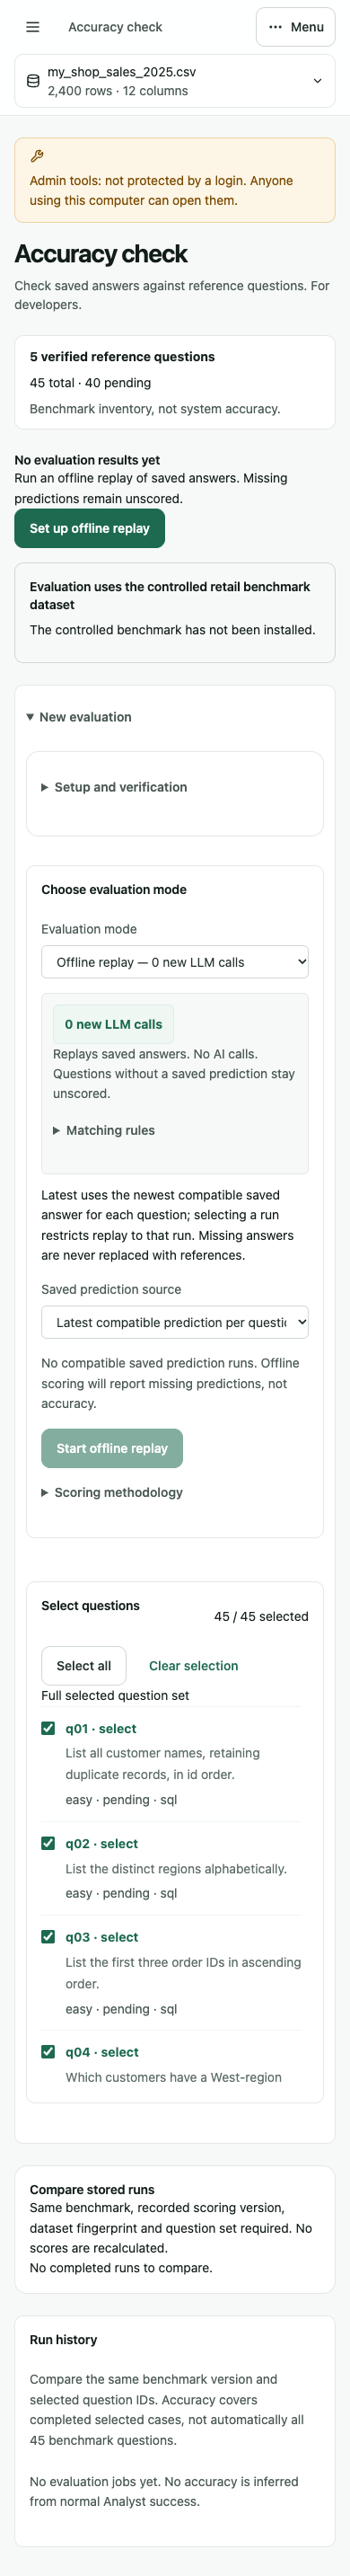 Accuracy check
Menu
my_shop_sales_2025.csv
2,400 rows · 12 columns
Admin tools: not protected by a login. Anyone
using this computer can open them.
Accuracy check
Check saved answers against reference questions. For
developers.
5 verified reference questions
45 total · 40 pending
Benchmark inventory, not system accuracy.
No evaluation results yet
Run an offline replay of saved answers. Missing
predictions remain unscored.
Set up offline replay
Evaluation uses the controlled retail benchmark
dataset
The controlled benchmark has not been installed.
New evaluation
Setup and verification
Choose evaluation mode
Evaluation mode
Offline replay — 0 new LLM calls
0 new LLM calls
Replays saved answers. No AI calls.
Questions without a saved prediction stay
unscored.
Matching rules
Latest uses the newest compatible saved
answer for each question; selecting a run
restricts replay to that run. Missing answers
are never replaced with references.
Saved prediction source
Latest compatible prediction per questic
No compatible saved prediction runs. Offline
scoring will report missing predictions, not
accuracy.
Start offline replay
Scoring methodology
Select questions
45 / 45 selected
Select all
Clear selection
Full selected question set
q01 · select
List all customer names, retaining
duplicate records, in id order.
easy · pending · sql
q02 · select
List the distinct regions alphabetically.
easy · pending · sql
q03 · select
List the first three order IDs in ascending
order.
easy · pending · sql
q04 · select
Which customers have a West-region
Compare stored runs
Same benchmark, recorded scoring version,
dataset fingerprint and question set required. No
scores are recalculated.
No completed runs to compare.
Run history
Compare the same benchmark version and
selected question IDs. Accuracy covers
completed selected cases, not automatically all
45 benchmark questions.
No evaluation jobs yet. No accuracy is inferred
from normal Analyst success.